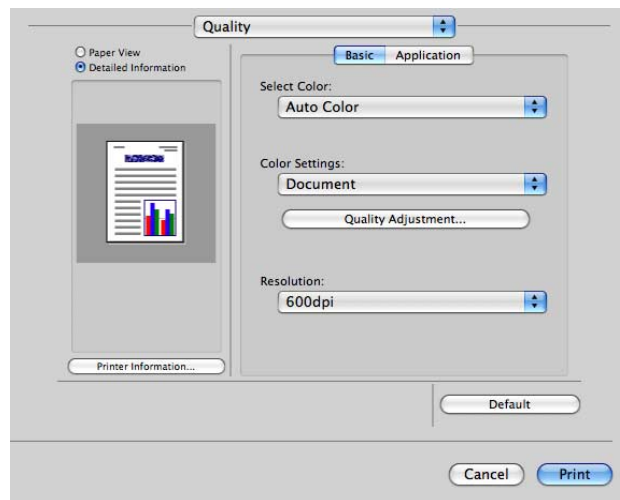 Quality
Paper View
Detailed Information
Printer Information...
Basic Application
Select Color:
Auto Color
Color Settings:
Document
Quality Adjustment...
Resolution:
600dpi
Default
Cancel Print